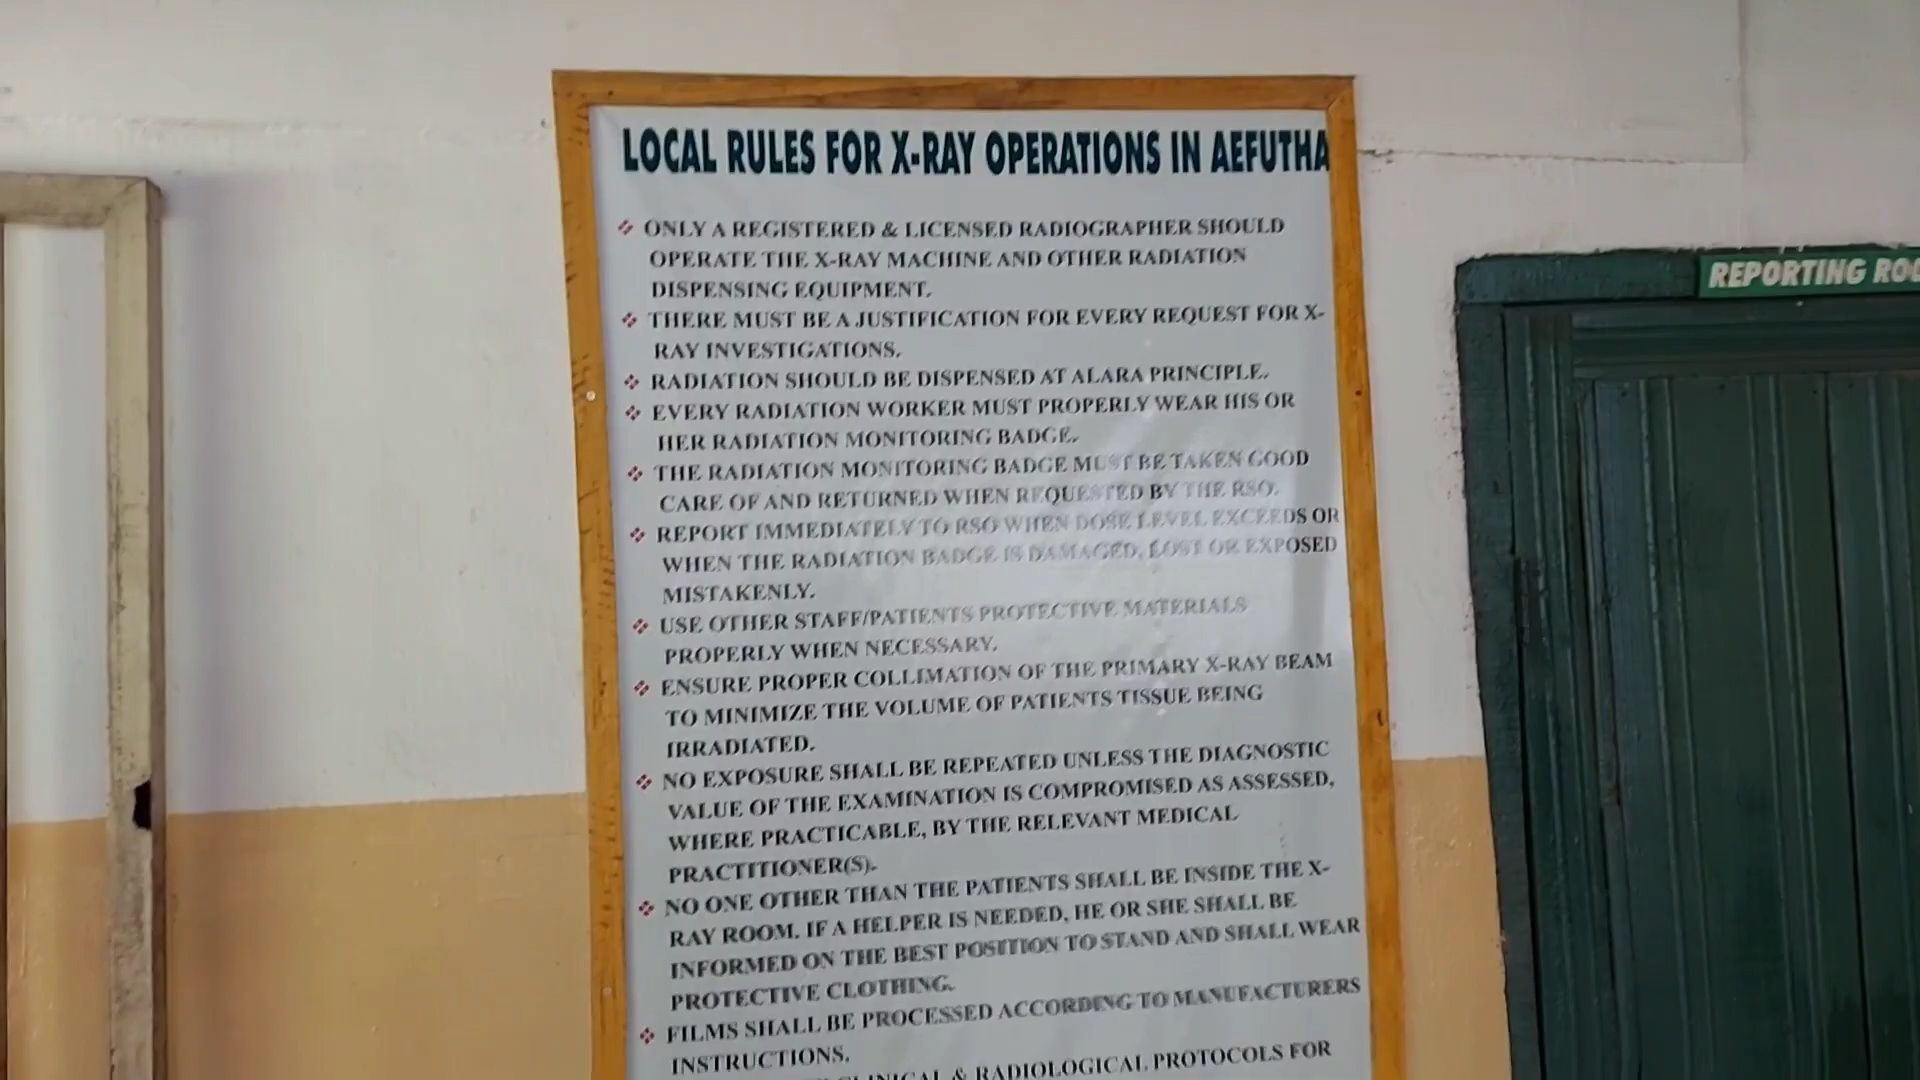 LOCAL RULES FOR X-RAY OPERATIONS IN AEFUTHA
❖ ONLY A REGISTERED & LICENSED RADIOGRAPHER SHOULD
OPERATE THE X-RAY MACHINE AND OTHER RADIATION
DISPENSING EQUIPMENT.
❖ THERE MUST BE A JUSTIFICATION FOR EVERY REQUEST FOR X-
RAY INVESTIGATIONS.
❖ RADIATION SHOULD BE DISPENSED AT ALARA PRINCIPLE.
❖ EVERY RADIATION WORKER MUST PROPERLY WEAR HIS OR
HER RADIATION MONITORING BADGE.
❖ THE RADIATION MONITORING BADGE MUST BE TAKEN GOOD
CARE OF AND RETURNED WHEN REQUESTED BY THE RSO.
❖ REPORT IMMEDIATELY TO RSO WHEN DOSE LEVEL EXCEEDS OR
WHEN THE RADIATION BADGE IS DAMAGED, LOST OR EXPOSED
MISTAKENLY.
❖ USE OTHER STAFF/PATIENTS PROTECTIVE MATERIALS
PROPERLY WHEN NECESSARY.
❖ ENSURE PROPER COLLIMATION OF THE PRIMARY X-RAY BEAM
TO MINIMIZE THE VOLUME OF PATIENTS TISSUE BEING
IRRADIATED.
❖ NO EXPOSURE SHALL BE REPEATED UNLESS THE DIAGNOSTIC
VALUE OF THE EXAMINATION IS COMPROMISED AS ASSESSED,
WHERE PRACTICABLE, BY THE RELEVANT MEDICAL
PRACTITIONER(S).
❖ NO ONE OTHER THAN THE PATIENTS SHALL BE INSIDE THE X-
RAY ROOM. IF A HELPER IS NEEDED, HE OR SHE SHALL BE
INFORMED ON THE BEST POSITION TO STAND AND SHALL WEAR
PROTECTIVE CLOTHING.
❖ FILMS SHALL BE PROCESSED ACCORDING TO MANUFACTURERS
INSTRUCTIONS.
CLINICAL & RADIOLOGICAL PROTOCOLS FOR
REPORTING ROO